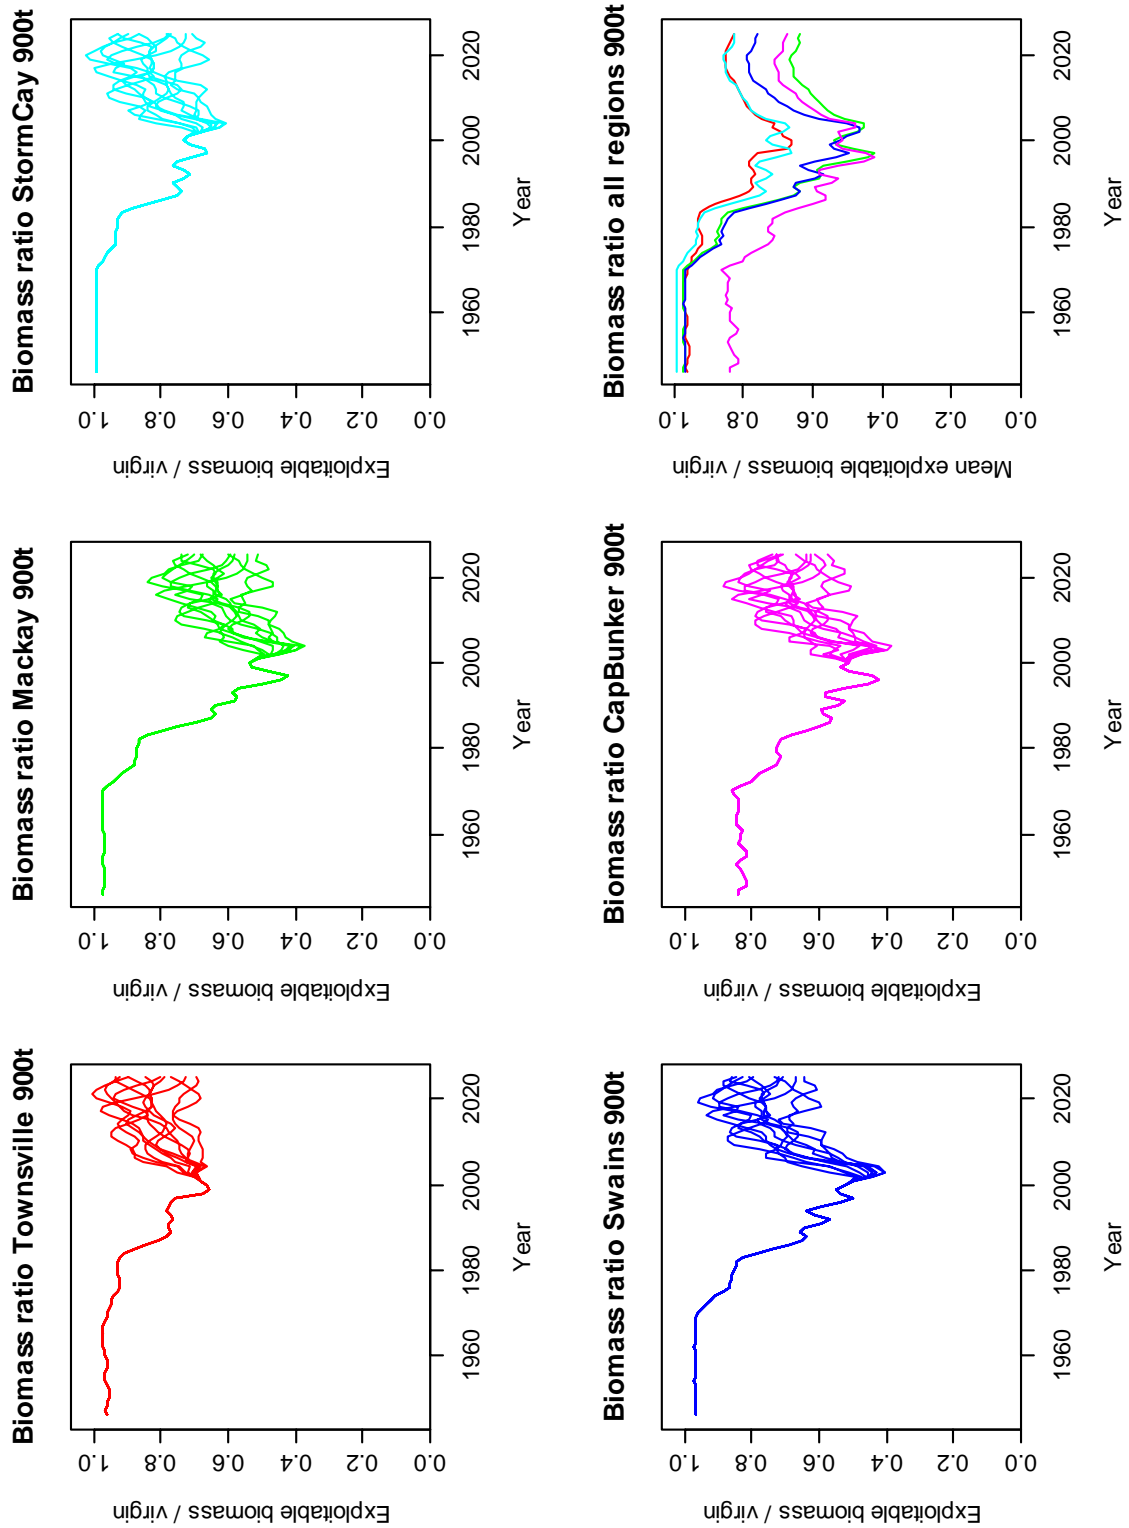 Biomass ratio Townsville 900t
Exploitable biomass / virgin
1.0
0.8
0.6
0.4
0.2
0.0
1960 1980 2000 2020
Year
Biomass ratio Mackay 900t
Exploitable biomass / virgin
1.0
0.8
0.6
0.4
0.2
0.0
1960 1980 2000 2020
Year
Biomass ratio StormCay 900t
Exploitable biomass / virgin
1.0
0.8
0.6
0.4
0.2
0.0
1960 1980 2000 2020
Year
Biomass ratio Swains 900t
Exploitable biomass / virgin
1.0
0.8
0.6
0.4
0.2
0.0
1960 1980 2000 2020
Year
Biomass ratio CapBunker 900t
Exploitable biomass / virgin
1.0
0.8
0.6
0.4
0.2
0.0
1960 1980 2000 2020
Year
Biomass ratio all regions 900t
Mean exploitable biomass / virgin
1.0
0.8
0.6
0.4
0.2
0.0
1960 1980 2000 2020
Year